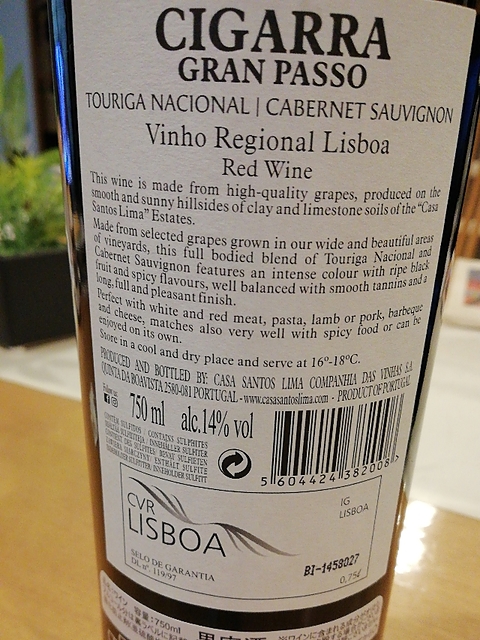 CIGARRA
GRAN PASSO
TOURIGA NACIONAL | CABERNET SAUVIGNON
Vinho Regional Lisboa
Red Wine
This wine is made from high-quality grapes, produced on the
smooth and sunny hillsides of clay and limestone soils of the “Casa
Santos Lima” Estates.
Made from selected grapes grown in our wide and beautiful areas
of vineyards, this full bodied blend of Touriga Nacional and
Cabernet Sauvignon features an intense colour with ripe black
fruit and spicy flavours, well balanced with smooth tannins and a
long, full and pleasant finish.
Perfect with white and red meat, pasta, lamb or pork, barbeque
and cheese, matches also very well with spicy food or can be
enjoyed on its own.
Store in a cool and dry place and serve at 16º-18ºC.
PRODUCED AND BOTTLED BY: CASA SANTOS LIMA COMPANHIA DAS VINHAS S.A.
QUINTA DA BOAVISTA 2580-081 PORTUGAL - www.casasantoslima.com - PRODUCT OF PORTUGAL
Follow us:
750 ml alc.14% vol
CONTÉM SULFITOS / CONTAINS SULPHITES
5 604424 382008 >
CVR
LISBOA
IG
LISBOA
SELO DE GARANTIA
DL nº. 119/97
BI-1458027
0,75ℓ
容量:750ml